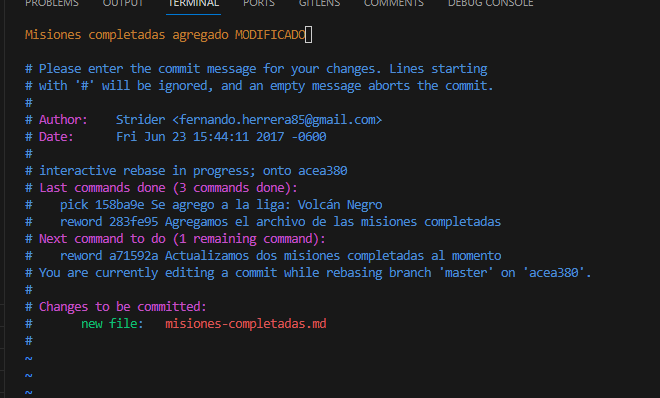 PROBLEMS OUTPUT TERMINAL PORTS GITLENS COMMENTS DEBUG CONSOLE
Misiones completadas agregado MODIFICADO
# Please enter the commit message for your changes. Lines starting
# with '#' will be ignored, and an empty message aborts the commit.
#
# Author:    Strider <fernando.herrera85@gmail.com>
# Date:      Fri Jun 23 15:44:11 2017 -0600
#
# interactive rebase in progress; onto acea380
# Last commands done (3 commands done):
#    pick 158ba9e Se agrego a la liga: Volcán Negro
#    reword 283fe95 Agregamos el archivo de las misiones completadas
# Next command to do (1 remaining command):
#    reword a71592a Actualizamos dos misiones completadas al momento
# You are currently editing a commit while rebasing branch 'master' on 'acea380'.
#
# Changes to be committed:
#       new file:   misiones-completadas.md
#
~
~
~